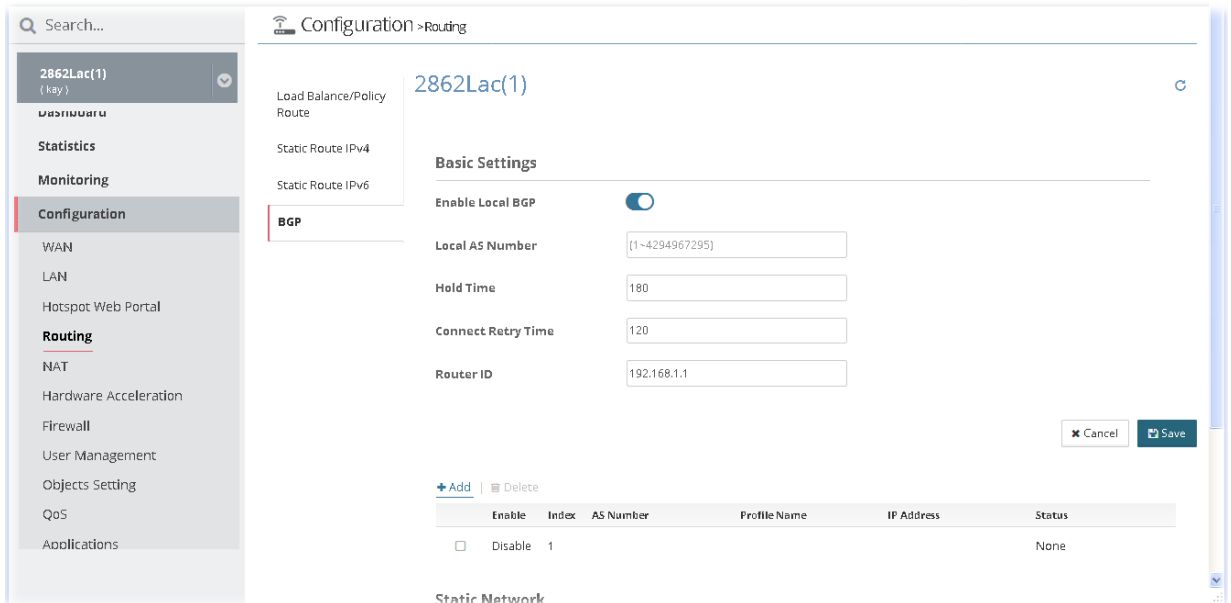 Search...
Configuration >Routing
2862Lac(1)
( kay )
Dashboard
Statistics
Monitoring
Configuration
WAN
LAN
Hotspot Web Portal
Routing
NAT
Hardware Acceleration
Firewall
User Management
Objects Setting
QoS
Applications
Load Balance/Policy
Route
Static Route IPv4
Static Route IPv6
BGP
2862Lac(1)
Basic Settings
Enable Local BGP
Local AS Number (1~4294967295)
Hold Time 180
Connect Retry Time 120
Router ID 192.168.1.1
Cancel Save
Add | Delete
Enable Index AS Number Profile Name IP Address Status
Disable 1 None
Static Network